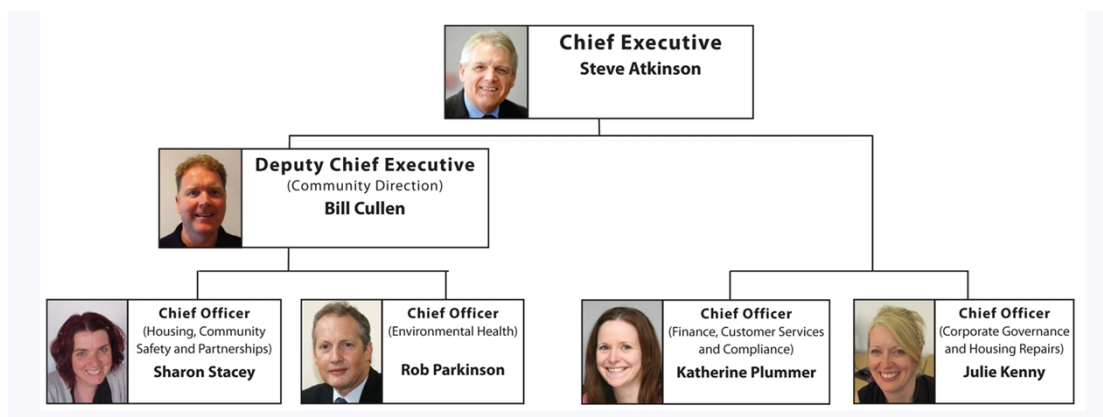 Chief Executive
Steve Atkinson
Deputy Chief Executive
(Community Direction)
Bill Cullen
Chief Officer
(Housing, Community
Safety and Partnerships)
Sharon Stacey
Chief Officer
(Environmental Health)
Rob Parkinson
Chief Officer
(Finance, Customer Services
and Compliance)
Katherine Plummer
Chief Officer
(Corporate Governance
and Housing Repairs)
Julie Kenny